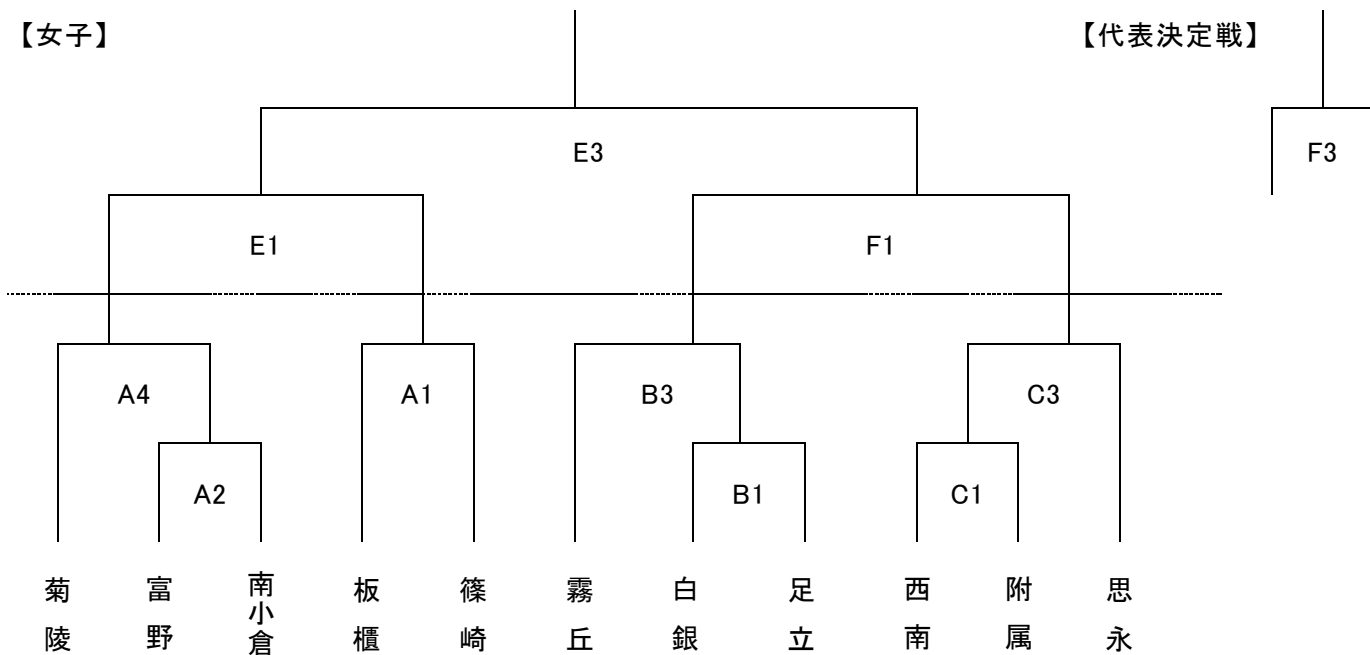 【女子】
【代表決定戦】
E3
F3
E1
F1
A4
A1
B3
C3
A2
B1
C1
菊陵
富野
南小倉
板櫃
篠崎
霧丘
白銀
足立
西南
附属
思永